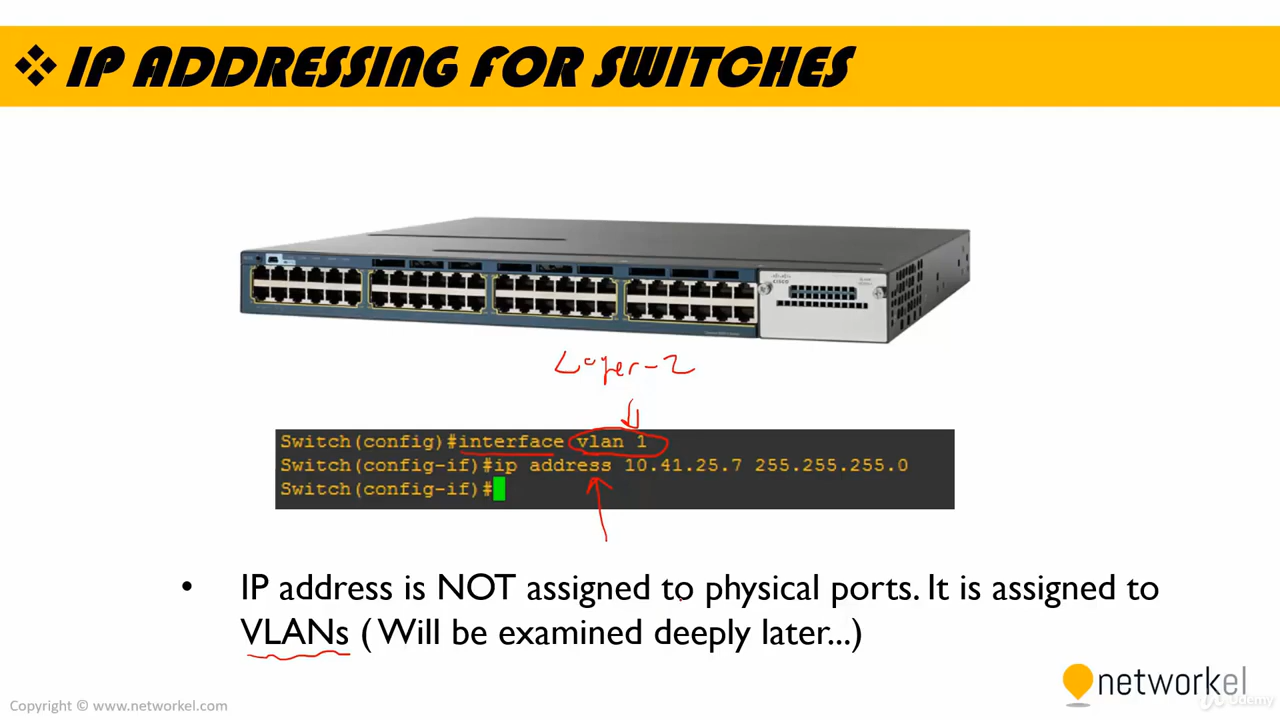 ❖ IP ADDRESSING FOR SWITCHES
Layer-2
Switch(config)#interface vlan 1
Switch(config-if)#ip address 10.41.25.7 255.255.255.0
Switch(config-if)#
• IP address is NOT assigned to physical ports. It is assigned to
VLANs ( Will be examined deeply later...)
networkel
Udemy
Copyright © www.networkel.com